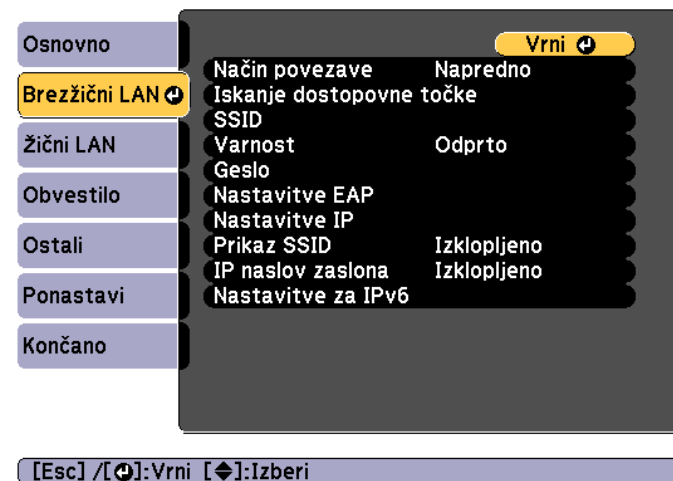 Osnovno
Brezžični LAN
Žični LAN
Obvestilo
Ostali
Ponastavi
Končano
Vrni
Način povezave Napredno
Iskanje dostopovne točke
SSID
Varnost Odprto
Geslo
Nastavitve EAP
Nastavitve IP
Prikaz SSID Izklopljeno
IP naslov zaslona Izklopljeno
Nastavitve za IPv6
[Esc] /[⏎]:Vrni [◆]:Izberi